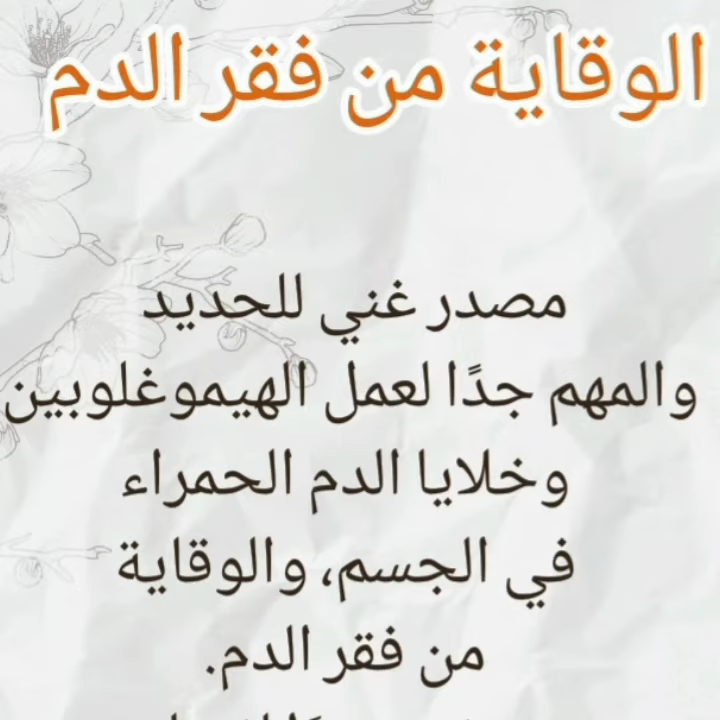 الوقاية من فقر الدم
مصدر غني للحديد
والمهم جدًا لعمل الهيموغلوبين
وخلايا الدم الحمراء
في الجسم، والوقاية
من فقر الدم.